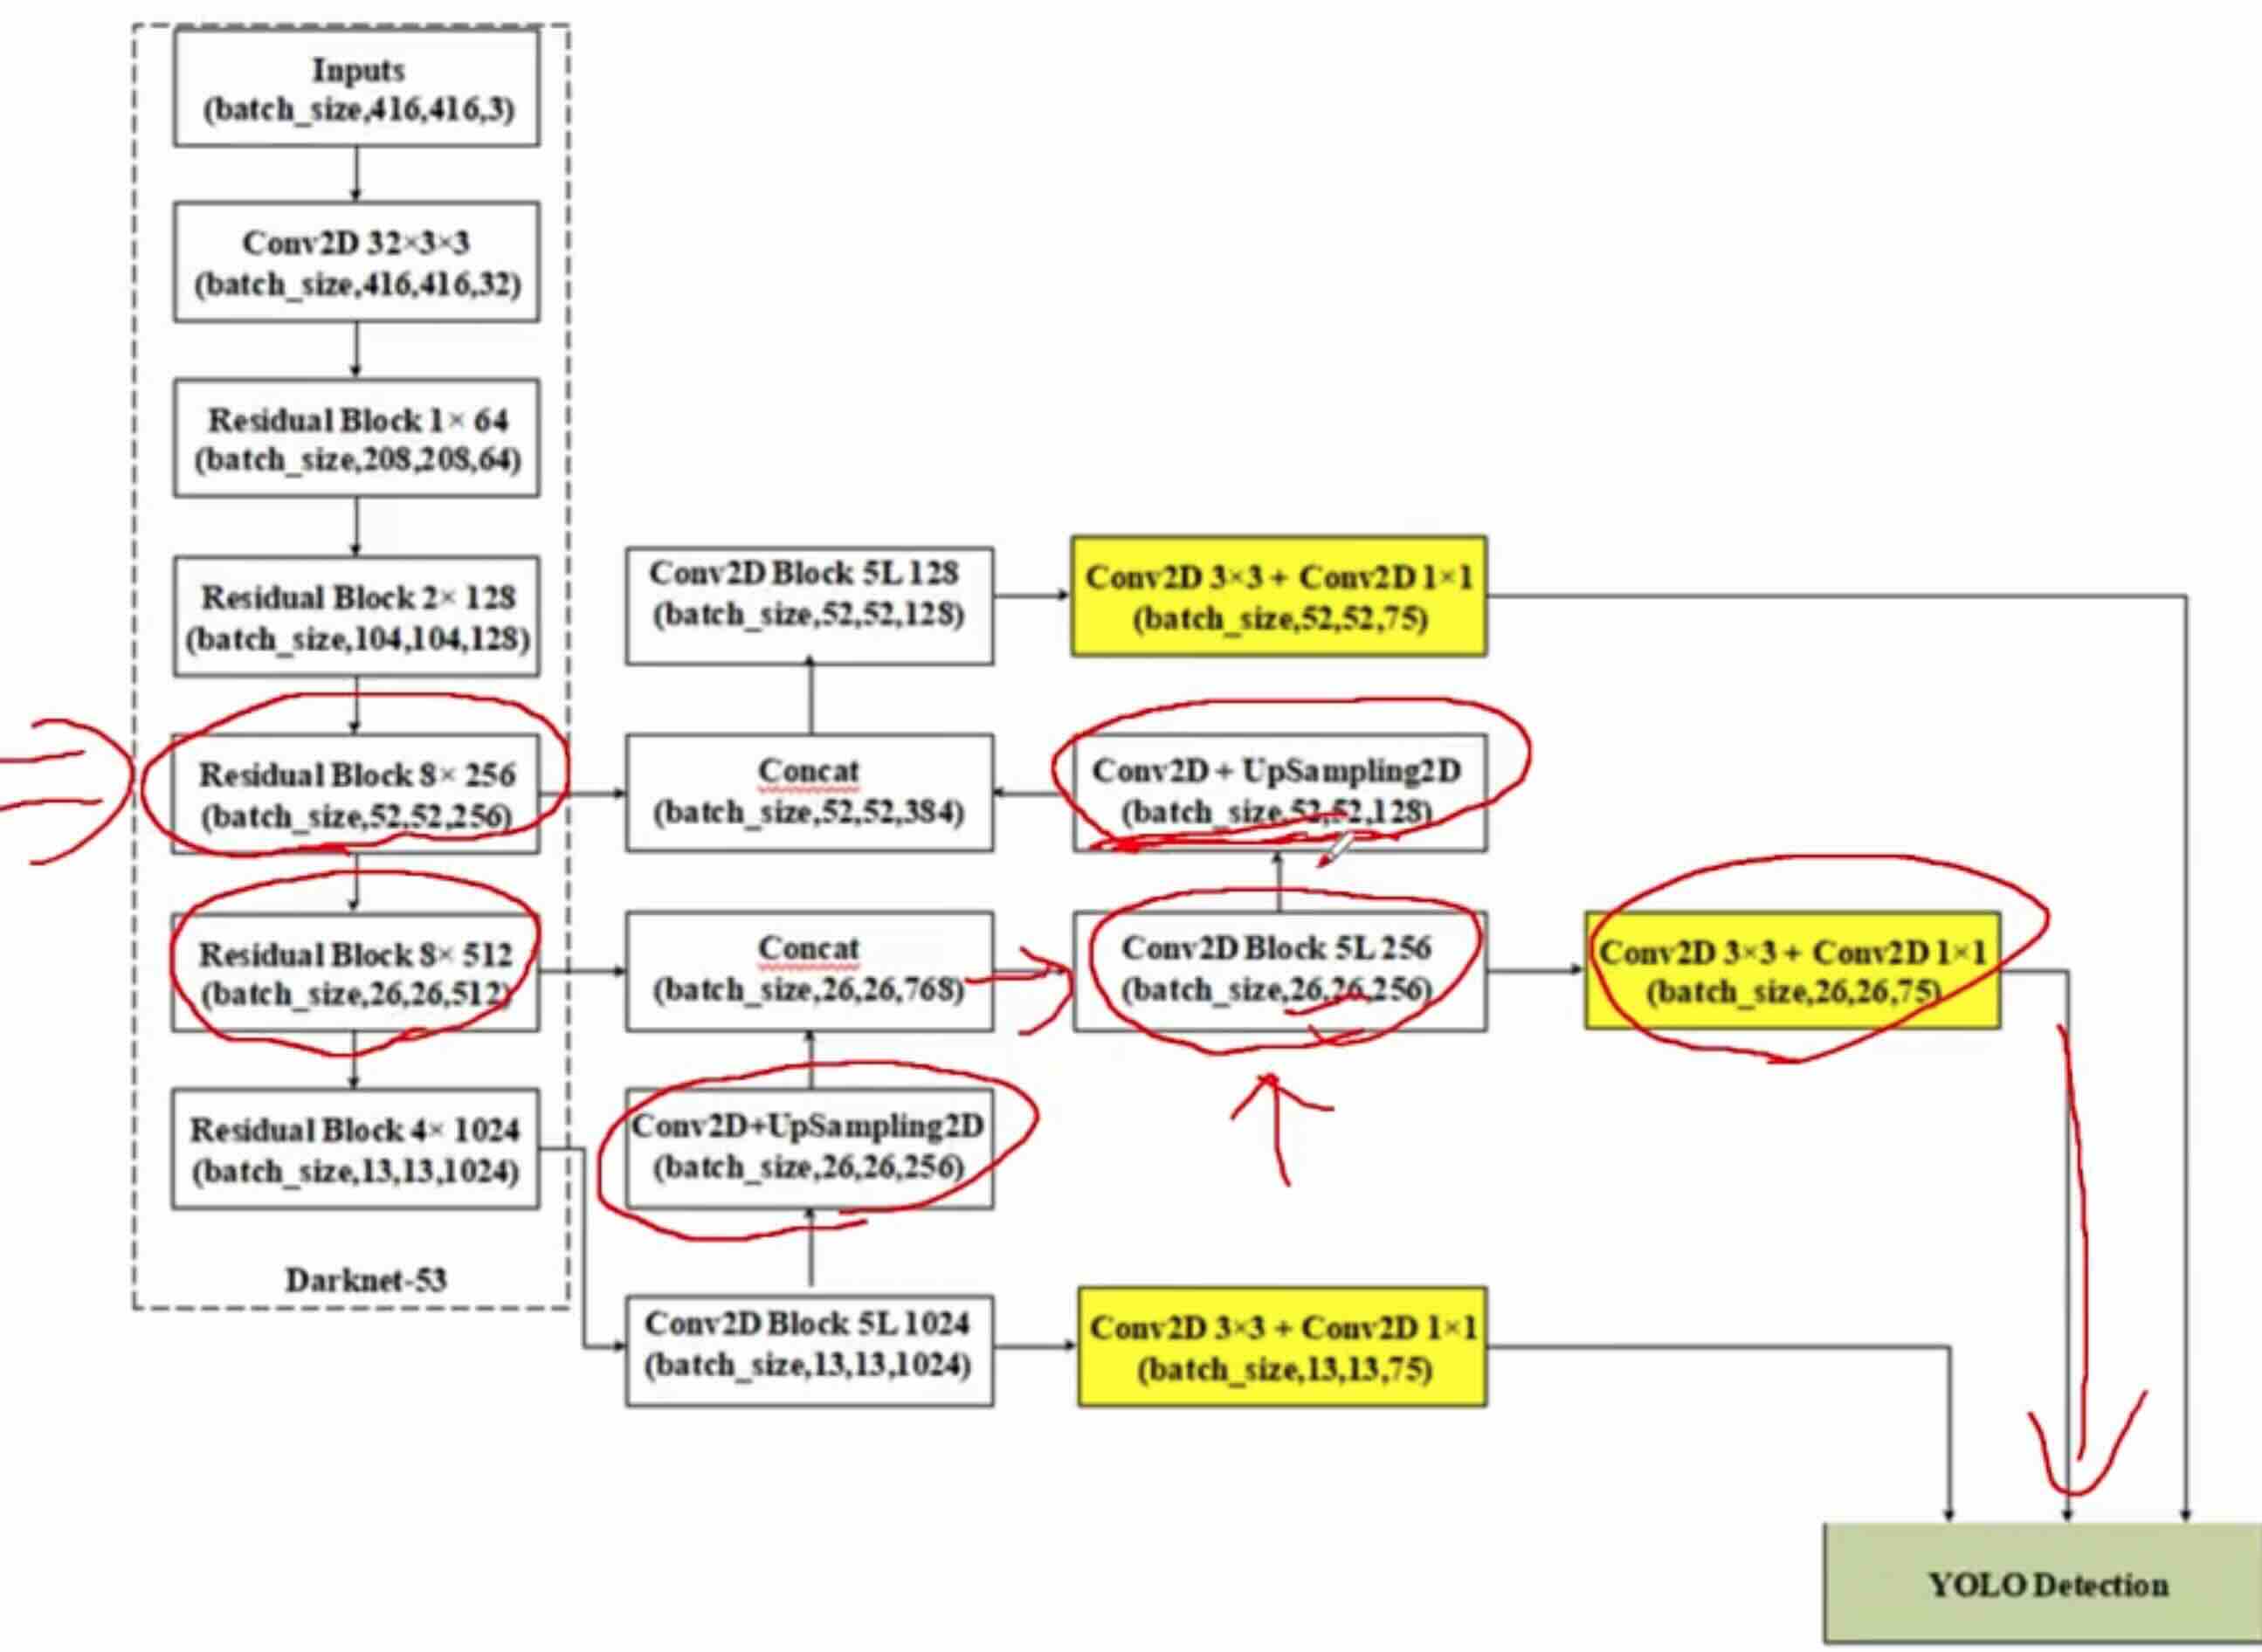 Inputs
(batch_size,416,416,3)
Conv2D 32×3×3
(batch_size,416,416,32)
Residual Block 1× 64
(batch_size,208,208,64)
Residual Block 2× 128
(batch_size,104,104,128)
Residual Block 8× 256
(batch_size,52,52,256)
Residual Block 8× 512
(batch_size,26,26,512)
Residual Block 4× 1024
(batch_size,13,13,1024)
Darknet-53
Conv2D Block 5L 128
(batch_size,52,52,128)
Conv2D 3×3 + Conv2D 1×1
(batch_size,52,52,75)
Concat
(batch_size,52,52,384)
Conv2D + UpSampling2D
(batch_size,52,52,128)
Concat
(batch_size,26,26,768)
Conv2D Block 5L 256
(batch_size,26,26,256)
Conv2D 3×3 + Conv2D 1×1
(batch_size,26,26,75)
Conv2D+UpSampling2D
(batch_size,26,26,256)
Conv2D Block 5L 1024
(batch_size,13,13,1024)
Conv2D 3×3 + Conv2D 1×1
(batch_size,13,13,75)
YOLO Detection